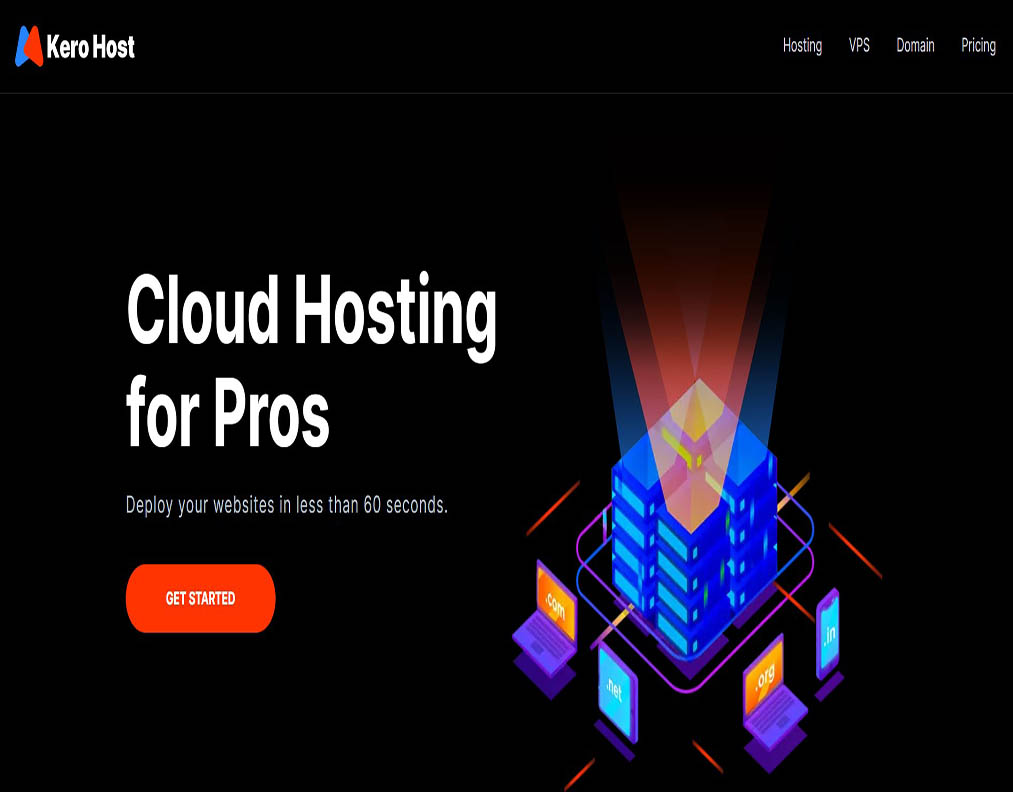 Kero Host
Hosting VPS Domain Pricing
Cloud Hosting
for Pros
Deploy your websites in less than 60 seconds.
GET STARTED
.com
.net
.org
.in